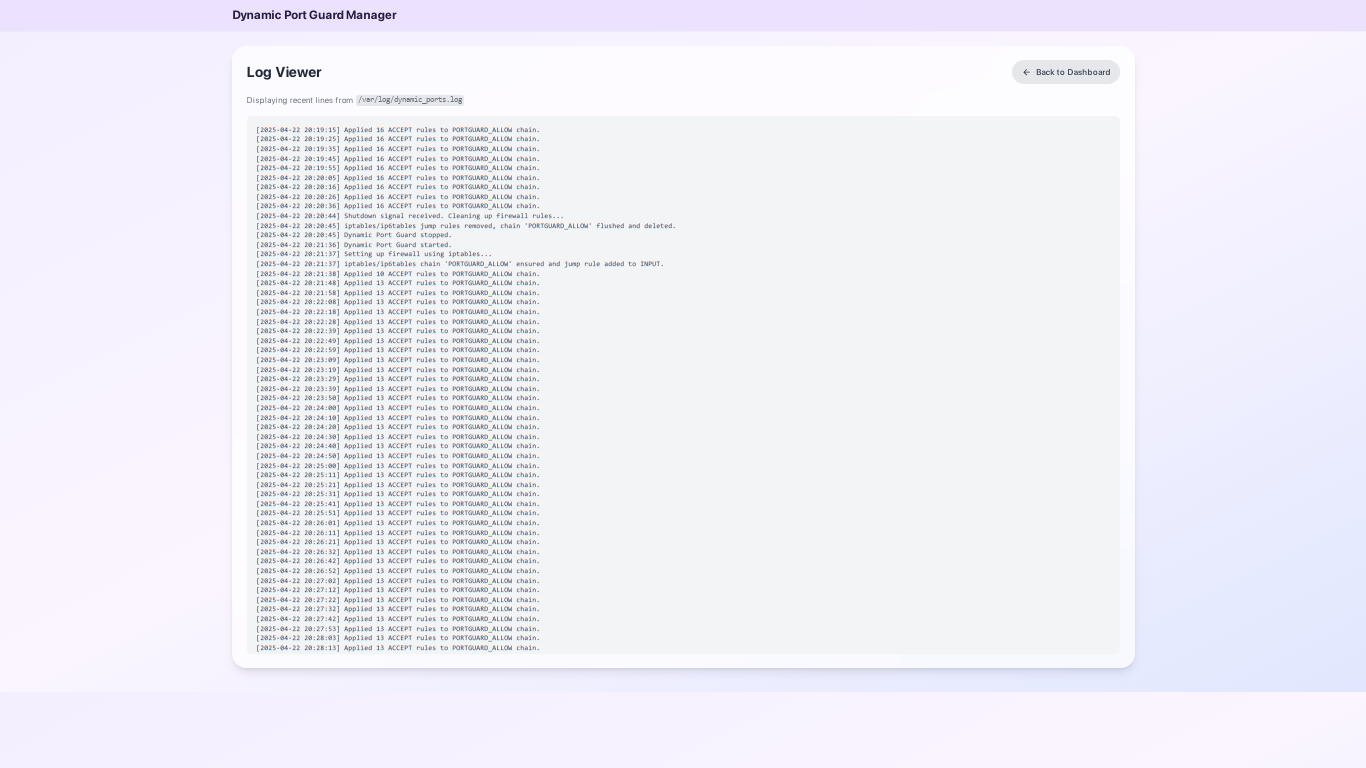 Dynamic Port Guard Manager
Log Viewer
← Back to Dashboard
Displaying recent lines from /var/log/dynamic_ports.log
[2025-04-22 20:19:15] Applied 16 ACCEPT rules to PORTGUARD_ALLOW chain.
[2025-04-22 20:19:25] Applied 16 ACCEPT rules to PORTGUARD_ALLOW chain.
[2025-04-22 20:19:35] Applied 16 ACCEPT rules to PORTGUARD_ALLOW chain.
[2025-04-22 20:19:45] Applied 16 ACCEPT rules to PORTGUARD_ALLOW chain.
[2025-04-22 20:19:55] Applied 16 ACCEPT rules to PORTGUARD_ALLOW chain.
[2025-04-22 20:20:05] Applied 16 ACCEPT rules to PORTGUARD_ALLOW chain.
[2025-04-22 20:20:16] Applied 16 ACCEPT rules to PORTGUARD_ALLOW chain.
[2025-04-22 20:20:26] Applied 16 ACCEPT rules to PORTGUARD_ALLOW chain.
[2025-04-22 20:20:36] Applied 16 ACCEPT rules to PORTGUARD_ALLOW chain.
[2025-04-22 20:20:44] Shutdown signal received. Cleaning up firewall rules...
[2025-04-22 20:20:45] iptables/ip6tables jump rules removed, chain 'PORTGUARD_ALLOW' flushed and deleted.
[2025-04-22 20:20:45] Dynamic Port Guard stopped.
[2025-04-22 20:21:36] Dynamic Port Guard started.
[2025-04-22 20:21:37] Setting up firewall using iptables...
[2025-04-22 20:21:37] iptables/ip6tables chain 'PORTGUARD_ALLOW' ensured and jump rule added to INPUT.
[2025-04-22 20:21:38] Applied 10 ACCEPT rules to PORTGUARD_ALLOW chain.
[2025-04-22 20:21:48] Applied 13 ACCEPT rules to PORTGUARD_ALLOW chain.
[2025-04-22 20:21:58] Applied 13 ACCEPT rules to PORTGUARD_ALLOW chain.
[2025-04-22 20:22:08] Applied 13 ACCEPT rules to PORTGUARD_ALLOW chain.
[2025-04-22 20:22:18] Applied 13 ACCEPT rules to PORTGUARD_ALLOW chain.
[2025-04-22 20:22:28] Applied 13 ACCEPT rules to PORTGUARD_ALLOW chain.
[2025-04-22 20:22:39] Applied 13 ACCEPT rules to PORTGUARD_ALLOW chain.
[2025-04-22 20:22:49] Applied 13 ACCEPT rules to PORTGUARD_ALLOW chain.
[2025-04-22 20:22:59] Applied 13 ACCEPT rules to PORTGUARD_ALLOW chain.
[2025-04-22 20:23:09] Applied 13 ACCEPT rules to PORTGUARD_ALLOW chain.
[2025-04-22 20:23:19] Applied 13 ACCEPT rules to PORTGUARD_ALLOW chain.
[2025-04-22 20:23:29] Applied 13 ACCEPT rules to PORTGUARD_ALLOW chain.
[2025-04-22 20:23:39] Applied 13 ACCEPT rules to PORTGUARD_ALLOW chain.
[2025-04-22 20:23:50] Applied 13 ACCEPT rules to PORTGUARD_ALLOW chain.
[2025-04-22 20:24:00] Applied 13 ACCEPT rules to PORTGUARD_ALLOW chain.
[2025-04-22 20:24:10] Applied 13 ACCEPT rules to PORTGUARD_ALLOW chain.
[2025-04-22 20:24:20] Applied 13 ACCEPT rules to PORTGUARD_ALLOW chain.
[2025-04-22 20:24:30] Applied 13 ACCEPT rules to PORTGUARD_ALLOW chain.
[2025-04-22 20:24:40] Applied 13 ACCEPT rules to PORTGUARD_ALLOW chain.
[2025-04-22 20:24:50] Applied 13 ACCEPT rules to PORTGUARD_ALLOW chain.
[2025-04-22 20:25:00] Applied 13 ACCEPT rules to PORTGUARD_ALLOW chain.
[2025-04-22 20:25:11] Applied 13 ACCEPT rules to PORTGUARD_ALLOW chain.
[2025-04-22 20:25:21] Applied 13 ACCEPT rules to PORTGUARD_ALLOW chain.
[2025-04-22 20:25:31] Applied 13 ACCEPT rules to PORTGUARD_ALLOW chain.
[2025-04-22 20:25:41] Applied 13 ACCEPT rules to PORTGUARD_ALLOW chain.
[2025-04-22 20:25:51] Applied 13 ACCEPT rules to PORTGUARD_ALLOW chain.
[2025-04-22 20:26:01] Applied 13 ACCEPT rules to PORTGUARD_ALLOW chain.
[2025-04-22 20:26:11] Applied 13 ACCEPT rules to PORTGUARD_ALLOW chain.
[2025-04-22 20:26:21] Applied 13 ACCEPT rules to PORTGUARD_ALLOW chain.
[2025-04-22 20:26:32] Applied 13 ACCEPT rules to PORTGUARD_ALLOW chain.
[2025-04-22 20:26:42] Applied 13 ACCEPT rules to PORTGUARD_ALLOW chain.
[2025-04-22 20:26:52] Applied 13 ACCEPT rules to PORTGUARD_ALLOW chain.
[2025-04-22 20:27:02] Applied 13 ACCEPT rules to PORTGUARD_ALLOW chain.
[2025-04-22 20:27:12] Applied 13 ACCEPT rules to PORTGUARD_ALLOW chain.
[2025-04-22 20:27:22] Applied 13 ACCEPT rules to PORTGUARD_ALLOW chain.
[2025-04-22 20:27:32] Applied 13 ACCEPT rules to PORTGUARD_ALLOW chain.
[2025-04-22 20:27:42] Applied 13 ACCEPT rules to PORTGUARD_ALLOW chain.
[2025-04-22 20:27:53] Applied 13 ACCEPT rules to PORTGUARD_ALLOW chain.
[2025-04-22 20:28:03] Applied 13 ACCEPT rules to PORTGUARD_ALLOW chain.
[2025-04-22 20:28:13] Applied 13 ACCEPT rules to PORTGUARD_ALLOW chain.